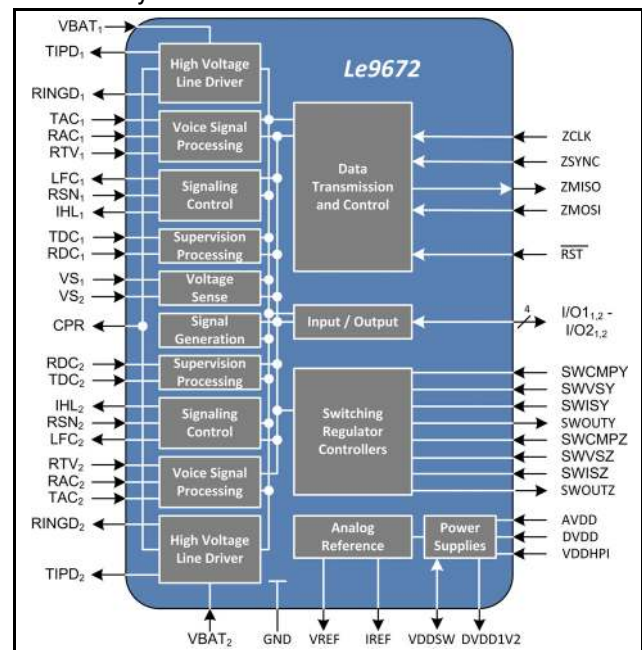 VBAT₁
TIPD₁
RINGD₁
TAC₁
RAC₁
RTV₁
LFC₁
RSN₁
IHL₁
TDC₁
RDC₁
VS₁
VS₂
CPR
RDC₂
TDC₂
IHL₂
RSN₂
LFC₂
RTV₂
RAC₂
TAC₂
RINGD₂
TIPD₂
Le9672
High Voltage
Line Driver
Voice Signal
Processing
Signaling
Control
Supervision
Processing
Voltage
Sense
Signal
Generation
Supervision
Processing
Signaling
Control
Voice Signal
Processing
High Voltage
Line Driver
Data
Transmission
and Control
Input / Output
Switching
Regulator
Controllers
Analog
Reference
Power
Supplies
ZCLK
ZSYNC
ZMISO
ZMOSI
R̅S̅T̅
4
I/O1₁,₂ -
I/O2₁,₂
SWCMPY
SWVSY
SWISY
SWOUTY
SWCMPZ
SWVSZ
SWISZ
SWOUTZ
AVDD
DVDD
VDDHPI
VBAT₂
GND
VREF
IREF
VDDSW
DVDD1V2